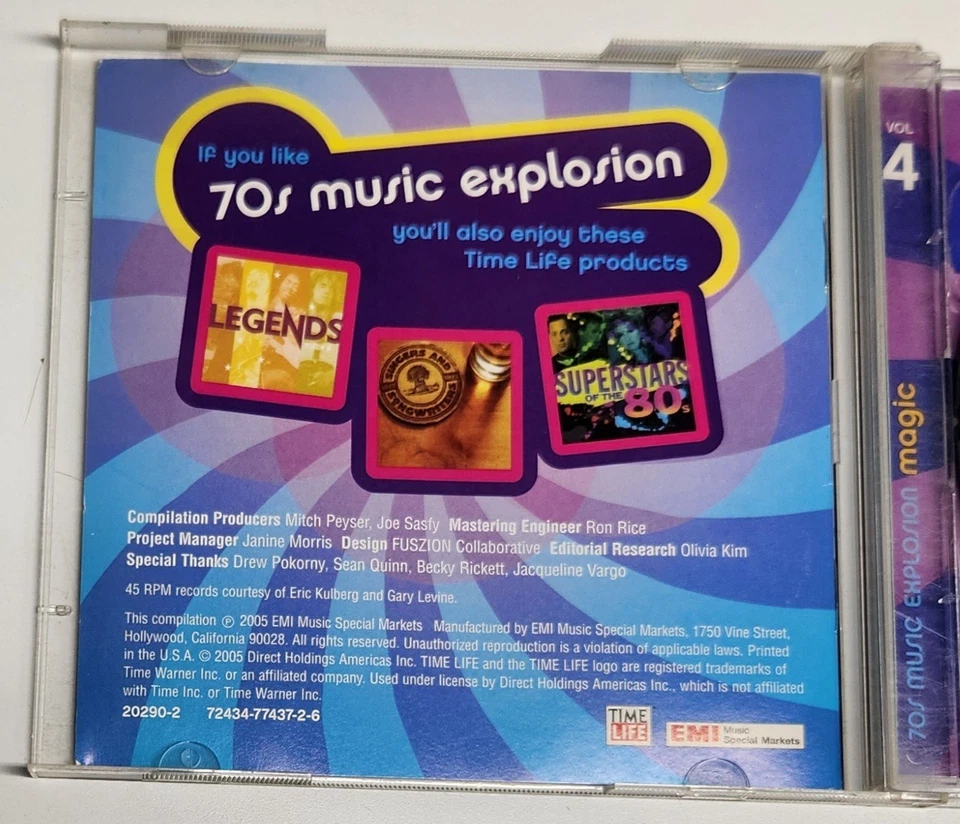 If you like
70s music explosion
you'll also enjoy these
Time Life products
LEGENDS
SINGERS AND
SONGWRITERS
SUPERSTARS
OF THE 80s
Compilation Producers Mitch Peyser, Joe Sasfy Mastering Engineer Ron Rice
Project Manager Janine Morris Design FUSZION Collaborative Editorial Research Olivia Kim
Special Thanks Drew Pokorny, Sean Quinn, Becky Rickett, Jacqueline Vargo
45 RPM records courtesy of Eric Kulberg and Gary Levine.
This compilation ℗ 2005 EMI Music Special Markets Manufactured by EMI Music Special Markets, 1750 Vine Street,
Hollywood, California 90028. All rights reserved. Unauthorized reproduction is a violation of applicable laws. Printed
in the U.S.A. © 2005 Direct Holdings Americas Inc. TIME LIFE and the TIME LIFE logo are registered trademarks of
Time Warner Inc. or an affiliated company. Used under license by Direct Holdings Americas Inc., which is not affiliated
with Time Inc. or Time Warner Inc.
20290-2 72434-77437-2-6
TIME
LIFE
EMI Music
Special Markets
VOL
4
70s MUSIC EXPLOSION magic